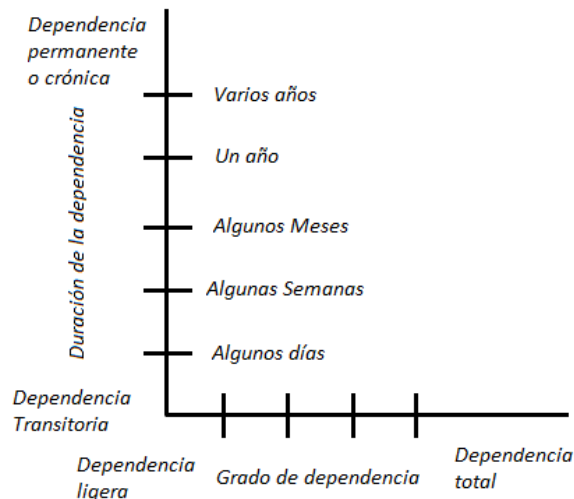 Dependencia
permanente
o crónica
Varios años
Un año
Algunos Meses
Algunas Semanas
Algunos días
Duración de la dependencia
Dependencia
Transitoria
Dependencia
ligera
Grado de dependencia
Dependencia
total